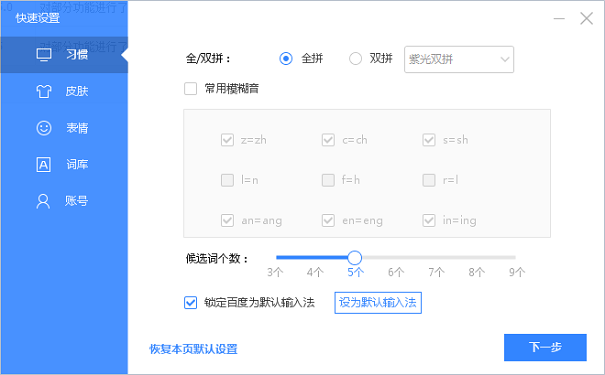 快速设置
习惯
皮肤
表情
词库
账号
全/双拼： 全拼 双拼 紫光双拼
常用模糊音
z=zh c=ch s=sh
l=n f=h r=l
an=ang en=eng in=ing
候选词个数：
3个 4个 5个 6个 7个 8个 9个
锁定百度为默认输入法 设为默认输入法
恢复本页默认设置 下一步